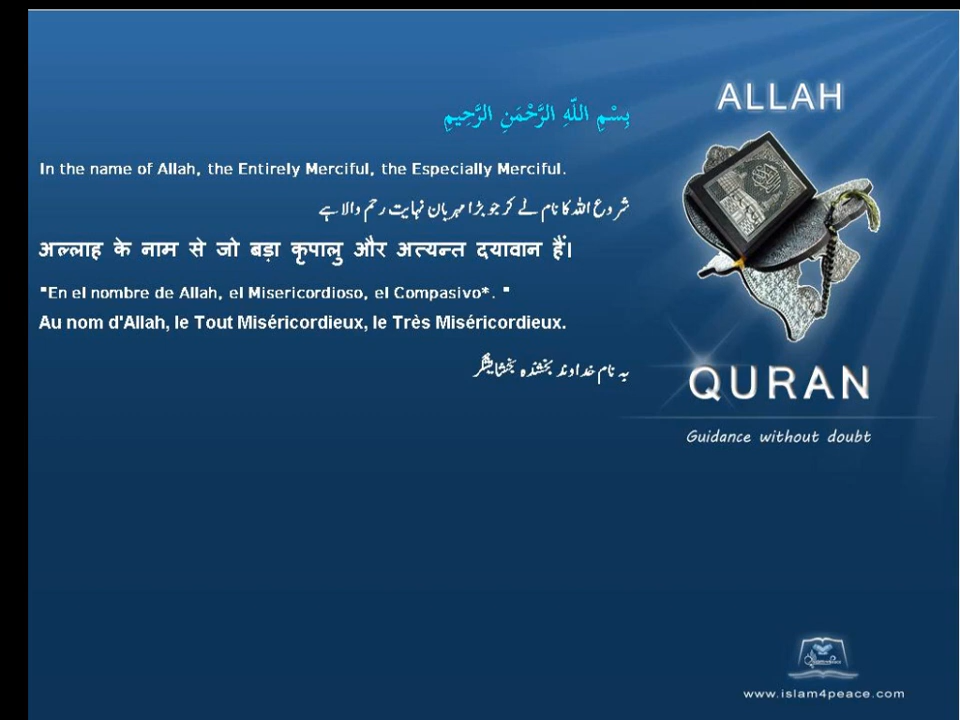 بِسْمِ اللّهِ الرَّحْمَنِ الرَّحِيمِ
In the name of Allah, the Entirely Merciful, the Especially Merciful.
شروع اللہ کا نام لے کر جو بڑا مہربان نہایت رحم والا ہے
अल्लाह के नाम से जो बड़ा कृपालु और अत्यन्त दयावान हैं।
"En el nombre de Allah, el Misericordioso, el Compasivo*. "
Au nom d'Allah, le Tout Miséricordieux, le Très Miséricordieux.
به نام خداوند بخشنده بخشایشگر
ALLAH
QURAN
Guidance without doubt
www.islam4peace.com